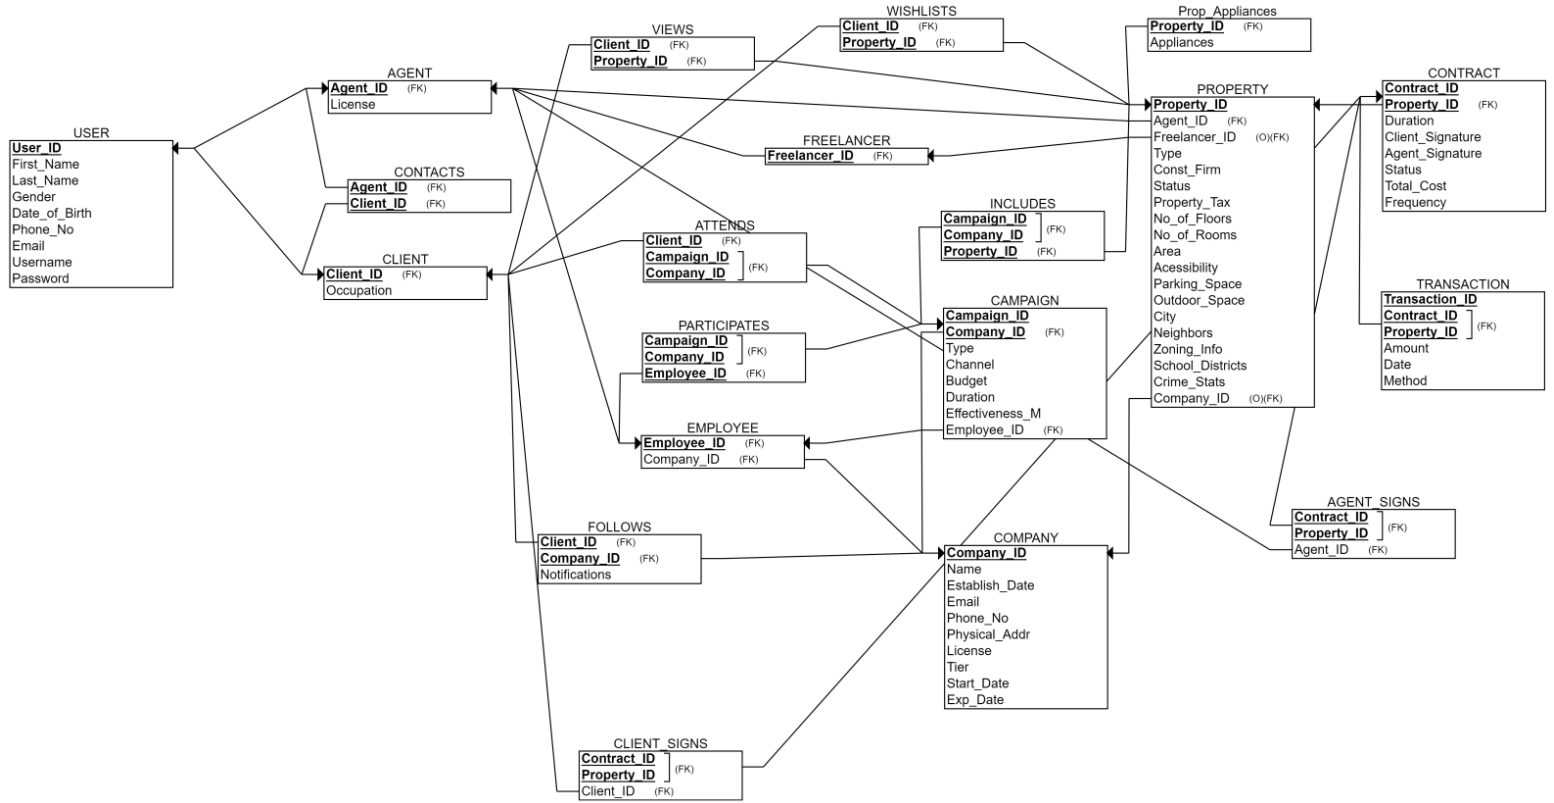 USER
User_ID
First_Name
Last_Name
Gender
Date_of_Birth
Phone_No
Email
Username
Password
AGENT
Agent_ID (FK)
License
CONTACTS
Agent_ID (FK)
Client_ID (FK)
CLIENT
Client_ID (FK)
Occupation
VIEWS
Client_ID (FK)
Property_ID (FK)
WISHLISTS
Client_ID (FK)
Property_ID (FK)
Prop_Appliances
Property_ID (FK)
Appliances
FREELANCER
Freelancer_ID (FK)
ATTENDS
Client_ID (FK)
Campaign_ID
Company_ID
(FK)
PARTICIPATES
Campaign_ID
Company_ID
(FK)
Employee_ID (FK)
EMPLOYEE
Employee_ID (FK)
Company_ID (FK)
FOLLOWS
Client_ID (FK)
Company_ID (FK)
Notifications
CLIENT_SIGNS
Contract_ID
Property_ID
(FK)
Client_ID (FK)
INCLUDES
Campaign_ID
Company_ID
(FK)
Property_ID (FK)
CAMPAIGN
Campaign_ID
Company_ID (FK)
Type
Channel
Budget
Duration
Effectiveness_M
Employee_ID (FK)
COMPANY
Company_ID
Name
Establish_Date
Email
Phone_No
Physical_Addr
License
Tier
Start_Date
Exp_Date
PROPERTY
Property_ID
Agent_ID (FK)
Freelancer_ID (O)(FK)
Type
Const_Firm
Status
Property_Tax
No_of_Floors
No_of_Rooms
Area
Acessibility
Parking_Space
Outdoor_Space
City
Neighbors
Zoning_Info
School_Districts
Crime_Stats
Company_ID (O)(FK)
CONTRACT
Contract_ID
Property_ID (FK)
Duration
Client_Signature
Agent_Signature
Status
Total_Cost
Frequency
TRANSACTION
Transaction_ID
Contract_ID
Property_ID
(FK)
Amount
Date
Method
AGENT_SIGNS
Contract_ID
Property_ID
(FK)
Agent_ID (FK)